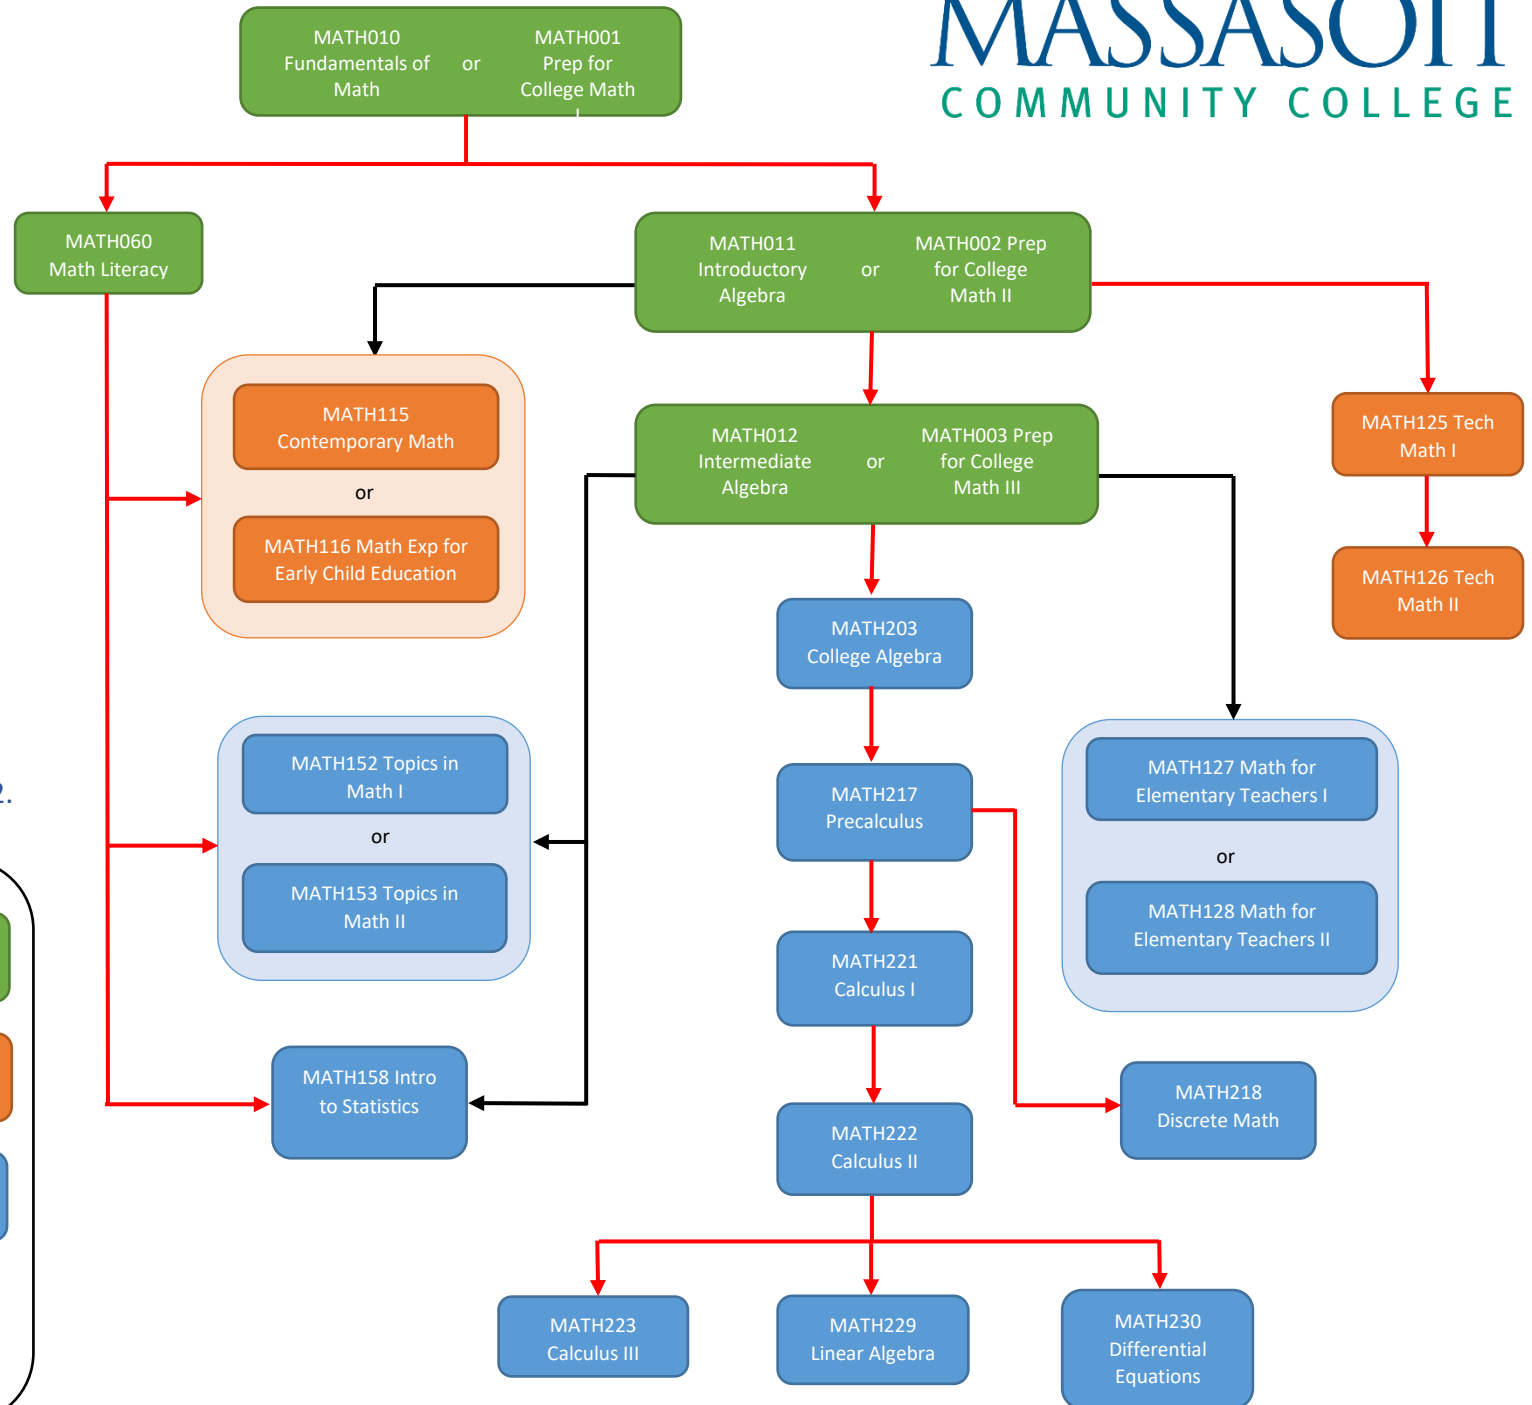 MASSASOIT
COMMUNITY COLLEGE
MATH010
Fundamentals of
Math
or
MATH001
Prep for
College Math
I
MATH060
Math Literacy
MATH011
Introductory
Algebra
or
MATH002 Prep
for College
Math II
MATH115
Contemporary Math
or
MATH116 Math Exp for
Early Child Education
MATH012
Intermediate
Algebra
or
MATH003 Prep
for College
Math III
MATH125 Tech
Math I
MATH126 Tech
Math II
MATH203
College Algebra
MATH152 Topics in
Math I
or
MATH153 Topics in
Math II
MATH217
Precalculus
MATH127 Math for
Elementary Teachers I
or
MATH128 Math for
Elementary Teachers II
2.
MATH221
Calculus I
MATH158 Intro
to Statistics
MATH218
Discrete Math
MATH222
Calculus II
MATH223
Calculus III
MATH229
Linear Algebra
MATH230
Differential
Equations